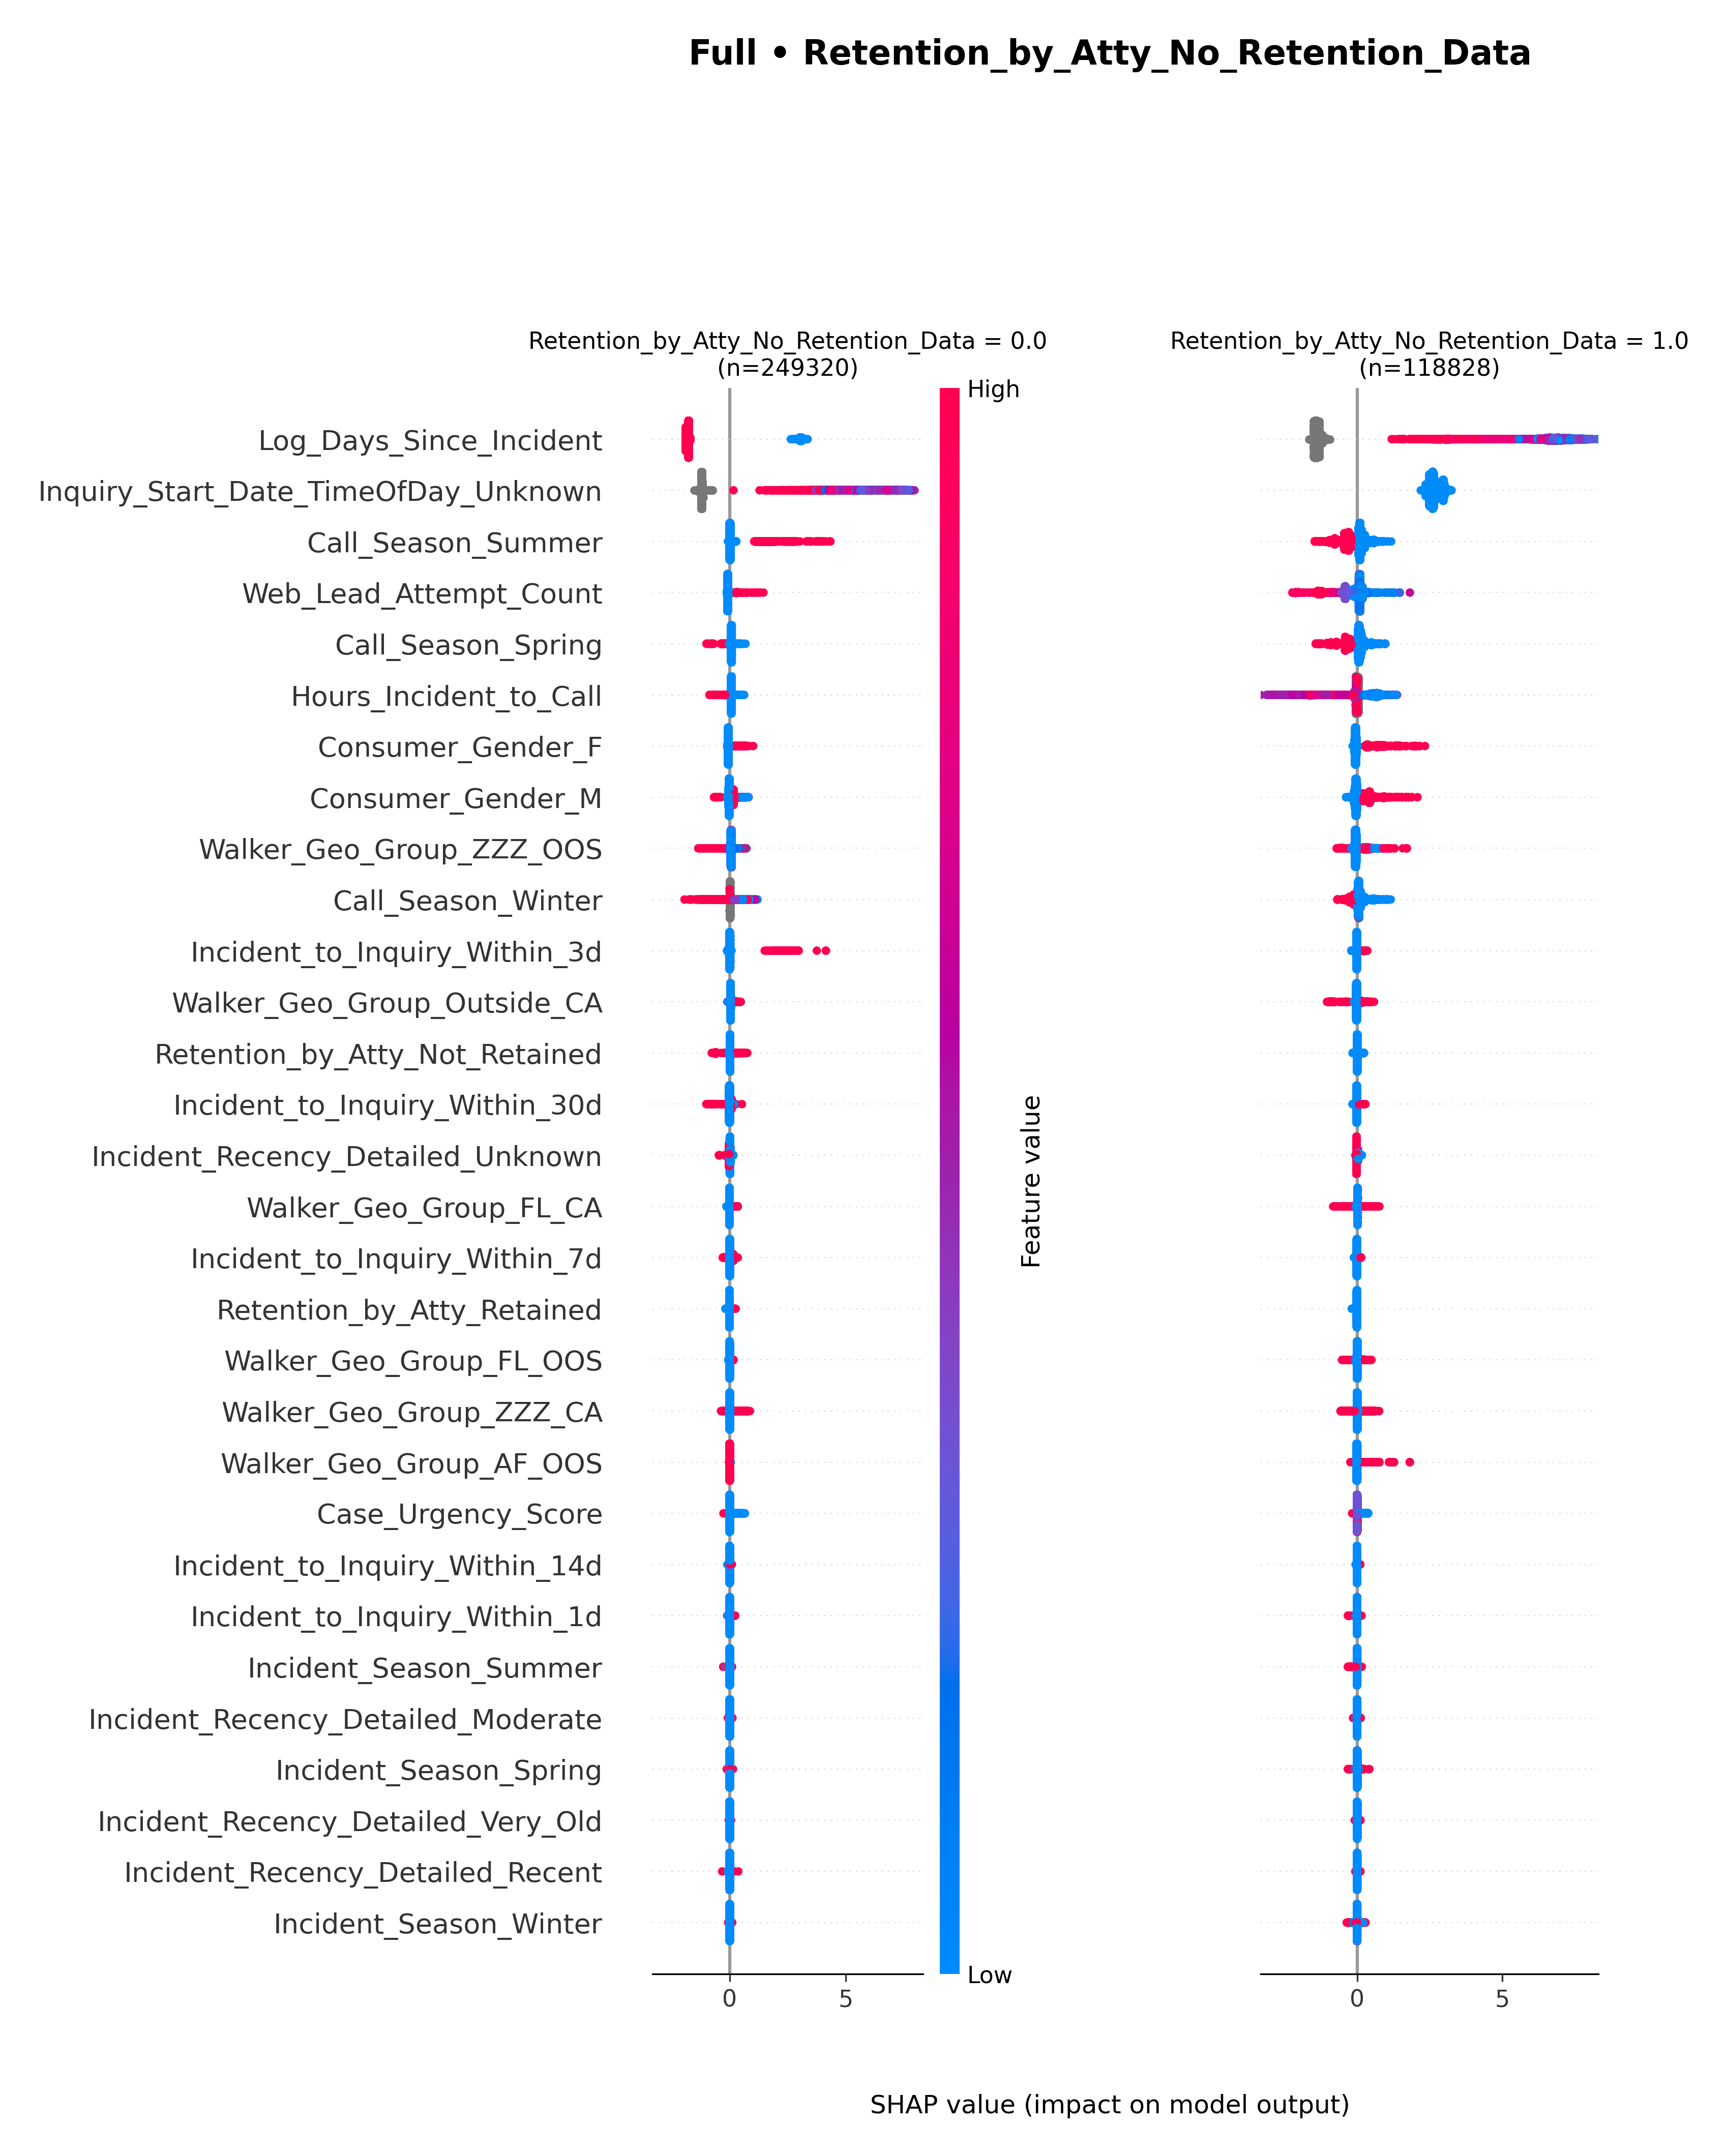 Full • Retention_by_Atty_No_Retention_Data
Retention_by_Atty_No_Retention_Data = 0.0
(n=249320)
Retention_by_Atty_No_Retention_Data = 1.0
(n=118828)
High
Log_Days_Since_Incident
Inquiry_Start_Date_TimeOfDay_Unknown
Call_Season_Summer
Web_Lead_Attempt_Count
Call_Season_Spring
Hours_Incident_to_Call
Consumer_Gender_F
Consumer_Gender_M
Walker_Geo_Group_ZZZ_OOS
Call_Season_Winter
Incident_to_Inquiry_Within_3d
Walker_Geo_Group_Outside_CA
Retention_by_Atty_Not_Retained
Incident_to_Inquiry_Within_30d
Incident_Recency_Detailed_Unknown
Walker_Geo_Group_FL_CA
Incident_to_Inquiry_Within_7d
Retention_by_Atty_Retained
Walker_Geo_Group_FL_OOS
Walker_Geo_Group_ZZZ_CA
Walker_Geo_Group_AF_OOS
Case_Urgency_Score
Incident_to_Inquiry_Within_14d
Incident_to_Inquiry_Within_1d
Incident_Season_Summer
Incident_Recency_Detailed_Moderate
Incident_Season_Spring
Incident_Recency_Detailed_Very_Old
Incident_Recency_Detailed_Recent
Incident_Season_Winter
Feature value
Low
0 5
0 5
SHAP value (impact on model output)